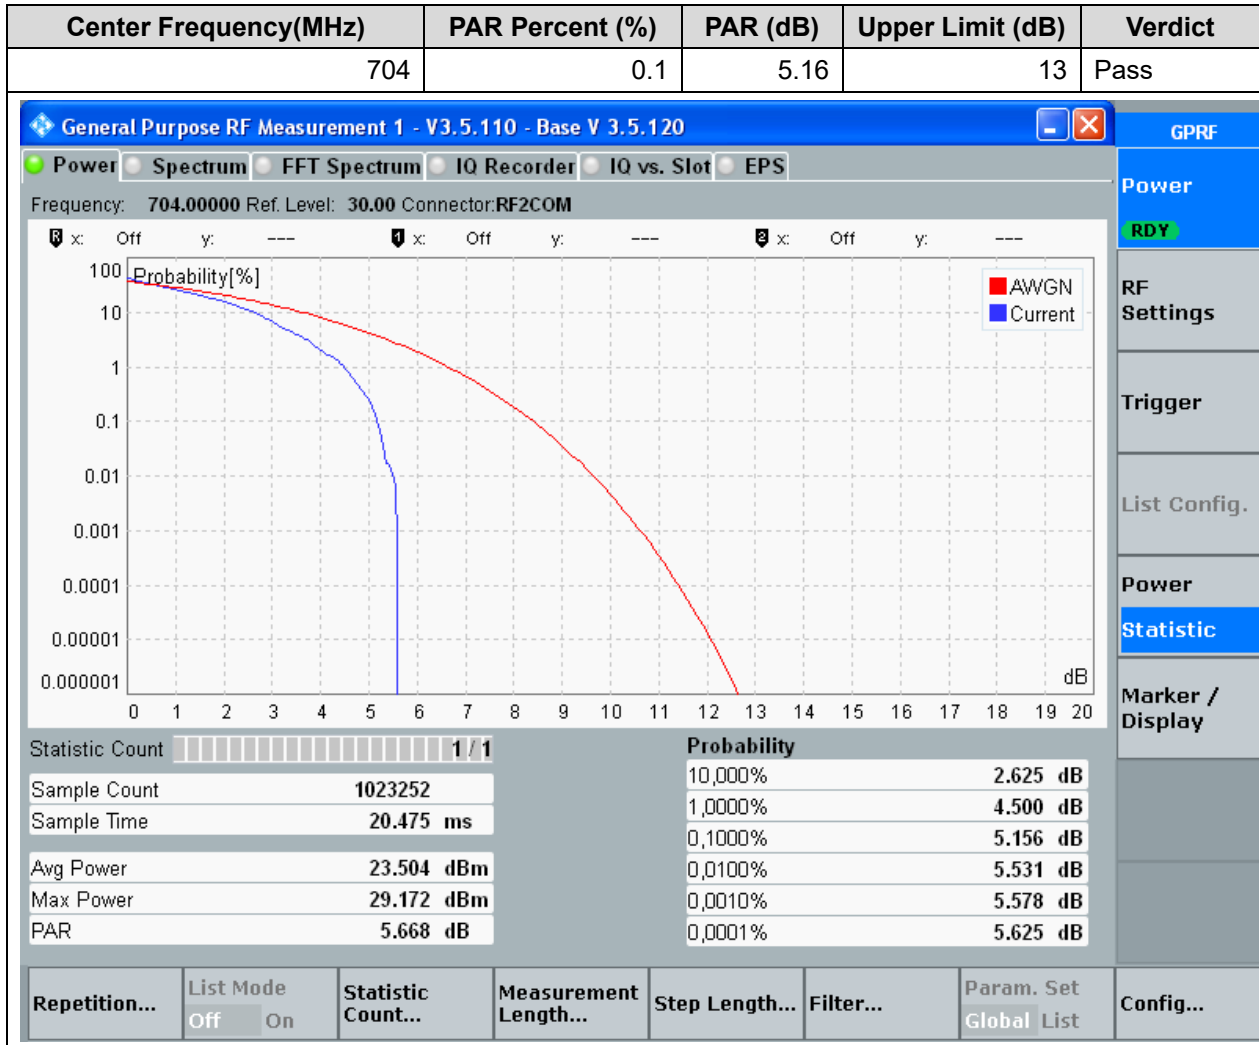 Center Frequency(MHz) PAR Percent (%) PAR (dB) Upper Limit (dB) Verdict
704 0.1 5.16 13 Pass
General Purpose RF Measurement 1 - V3.5.110 - Base V 3.5.120
GPRF
Power Spectrum FFT Spectrum IQ Recorder IQ vs. Slot EPS
Frequency: 704.00000 Ref. Level: 30.00 Connector:RF2COM
R x: Off y: --- 1 x: Off y: --- 2 x: Off y: ---
Probability[%]
100
10
1
0.1
0.01
0.001
0.0001
0.00001
0.000001
AWGN
Current
dB
0 1 2 3 4 5 6 7 8 9 10 11 12 13 14 15 16 17 18 19 20
Statistic Count 1 / 1
Sample Count 1023252
Sample Time 20.475 ms
Avg Power 23.504 dBm
Max Power 29.172 dBm
PAR 5.668 dB
Probability
10,000% 2.625 dB
1,0000% 4.500 dB
0,1000% 5.156 dB
0,0100% 5.531 dB
0,0010% 5.578 dB
0,0001% 5.625 dB
Power
RDY
RF
Settings
Trigger
List Config.
Power
Statistic
Marker /
Display
Repetition...
List Mode
Off On
Statistic
Count...
Measurement
Length...
Step Length...
Filter...
Param. Set
Global List
Config...